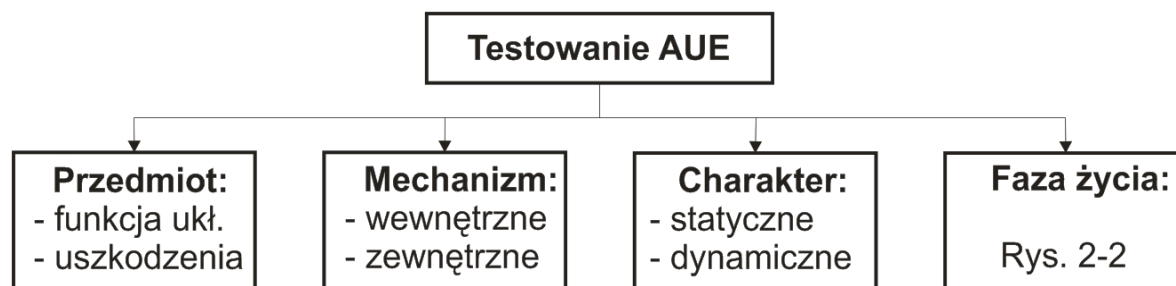 Testowanie AUE
Przedmiot:
- funkcja ukł.
- uszkodzenia
Mechanizm:
- wewnętrzne
- zewnętrzne
Charakter:
- statyczne
- dynamiczne
Faza życia:
Rys. 2-2